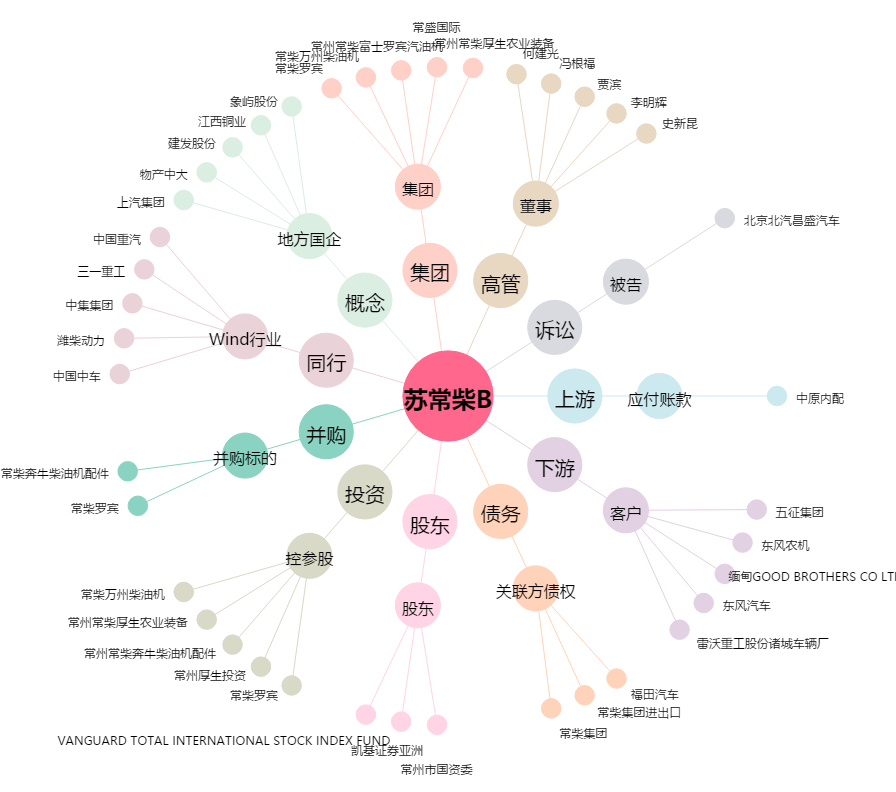 常盛国际
常州常柴富士罗宾汽油机
常州常柴厚生农业装备
常柴万州柴油机
何建光
常柴罗宾
冯根福
贾滨
象屿股份
李明辉
江西铜业
史新昆
建发股份
物产中大
集团
上汽集团
董事
北京北汽昌盛汽车
中国重汽
地方国企
三一重工
集团
高管
被告
中集集团
概念
诉讼
潍柴动力
Wind行业
同行
中国中车
苏常柴B
上游
应付账款
中原内配
并购
并购标的
下游
常柴奔牛柴油机配件
投资
常柴罗宾
股东
债务
客户
五征集团
东风农机
控参股
缅甸GOOD BROTHERS CO LT
关联方债权
常柴万州柴油机
股东
东风汽车
常州常柴厚生农业装备
雷沃重工股份诸城车辆厂
常州常柴奔牛柴油机配件
常州厚生投资
常柴罗宾
福田汽车
常柴集团进出口
常柴集团
VANGUARD TOTAL INTERNATIONAL STOCK INDEX FUND
凯基证券亚洲
常州市国资委